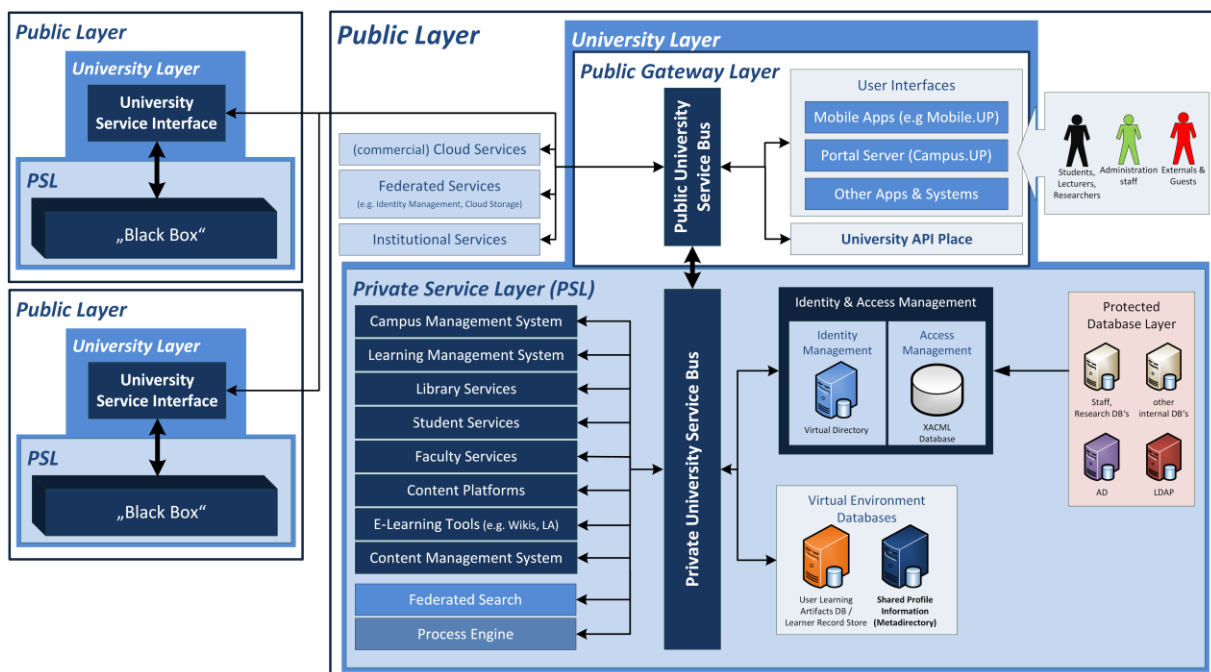 Public Layer
University Layer
University
Service Interface
PSL
„Black Box“
Public Layer
University Layer
University
Service Interface
PSL
„Black Box“
Public Layer
University Layer
Public Gateway Layer
(commercial) Cloud Services
Federated Services
(e.g. Identity Management, Cloud Storage)
Institutional Services
Public University
Service Bus
User Interfaces
Mobile Apps (e.g Mobile.UP)
Portal Server (Campus.UP)
Other Apps & Systems
University API Place
Students,
Lecturers,
Researchers
Administration
staff
Externals &
Guests
Private Service Layer (PSL)
Campus Management System
Learning Management System
Library Services
Student Services
Faculty Services
Content Platforms
E-Learning Tools (e.g. Wikis, LA)
Content Management System
Federated Search
Process Engine
Private University Service Bus
Identity & Access Management
Identity
Management
Virtual Directory
Access
Management
XACML
Database
Protected
Database Layer
Staff,
Research DB's
other
internal DB's
AD
LDAP
Virtual Environment
Databases
User Learning
Artifacts DB /
Learner Record Store
Shared Profile
Information
(Metadirectory)